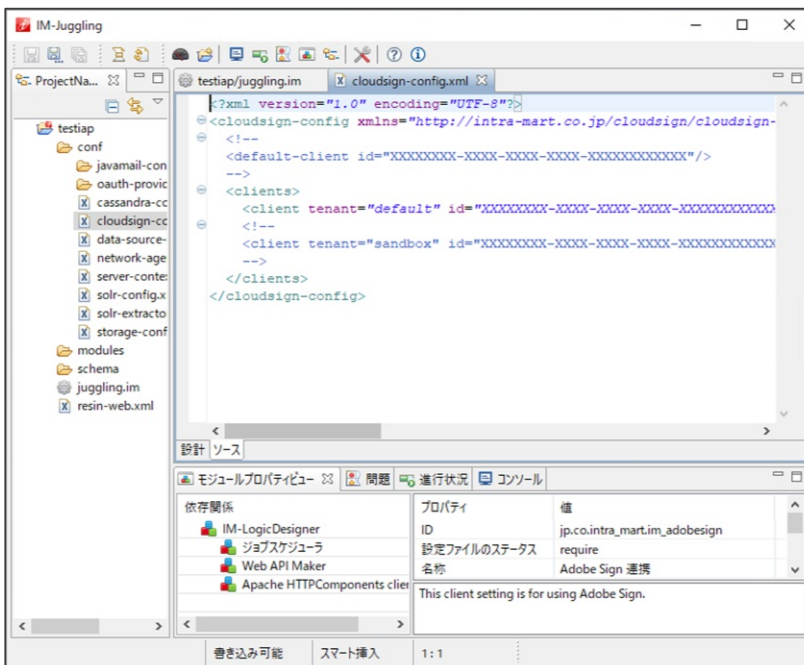 IM-Juggling
ProjectNa...
testiap
conf
javamail-con
oauth-provic
cassandra-cc
cloudsign-cc
data-source-
network-age
server-conte:
solr-config.x
solr-extracto
storage-conf
modules
schema
juggling.im
resin-web.xml
testiap/juggling.im
cloudsign-config.xml
<?xml version="1.0" encoding="UTF-8"?>
<cloudsign-config xmlns="http://intra-mart.co.jp/cloudsign/cloudsign-
<!--
<default-client id="XXXXXXXX-XXXX-XXXX-XXXX-XXXXXXXXXXXX"/>
-->
<clients>
<client tenant="default" id="XXXXXXXX-XXXX-XXXX-XXXX-XXXXXXXXXXXX
<!--
<client tenant="sandbox" id="XXXXXXXX-XXXX-XXXX-XXXX-XXXXXXXXXXXX
-->
</clients>
</cloudsign-config>
設計 ソース
モジュールプロパティビュー 問題 進行状況 コンソール
依存関係
IM-LogicDesigner
ジョブスケジューラ
Web API Maker
Apache HTTPComponents clier
プロパティ 値
ID jp.co.intra_mart.im_adobesign
設定ファイルのステータス require
名称 Adobe Sign 連携
This client setting is for using Adobe Sign.
書き込み可能 スマート挿入 1:1